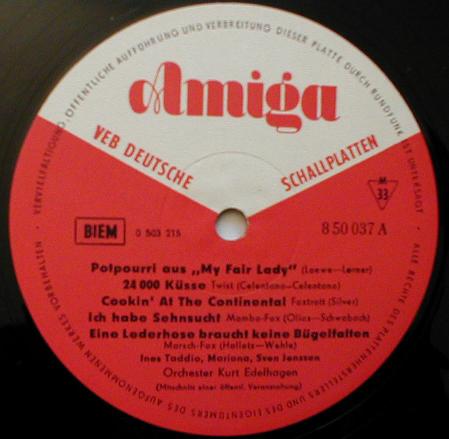 VERVIELFÄLTIGUNG, ÖFFENTLICHE AUFFÜHRUNG UND VERBREITUNG DIESER PLATTE DURCH RUNDFUNK IST UNTERSAGT · ALLE RECHTE DES PLATTENHERSTELLERS UND DES EIGENTÜMERS DES AUFGENOMMENEN WERKES VORBEHALTEN ·
Amiga
VEB DEUTSCHE SCHALLPLATTEN
M
33
BIEM 0 503 215 8 50 037 A
Potpourri aus „My Fair Lady" (Loewe—Lerner)
24 000 Küsse Twist (Celentano—Celentano)
Cookin' At The Continental Foxtrott (Silver)
Ich habe Sehnsucht Mambo-Fox (Olias—Schwabach)
Eine Lederhose braucht keine Bügelfalten
Marsch-Fox (Halletz—Wehle)
Ines Taddio, Mariona, Sven Jenssen
Orchester Kurt Edelhagen
(Mitschnitt einer öffentl. Veranstaltung)